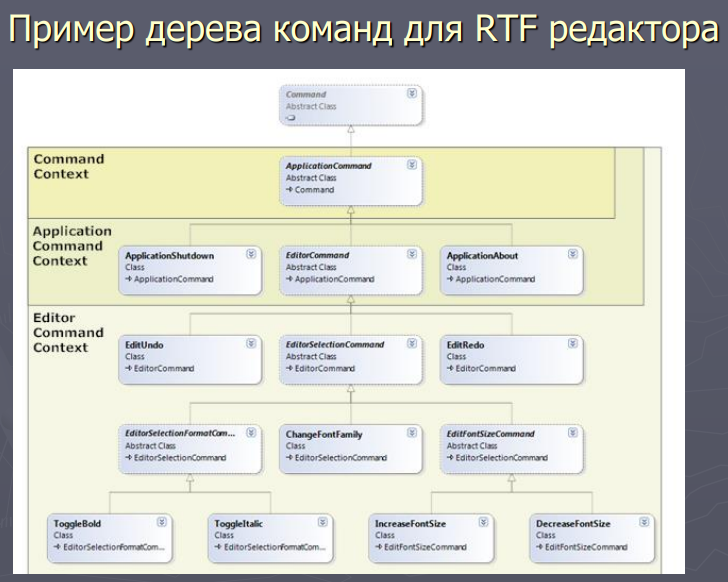 Пример дерева команд для RTF редактора
Command
Abstract Class
Command
Context
ApplicationCommand
Abstract Class
Command
Application
Command
Context
ApplicationShutdown
Class
ApplicationCommand
EditorCommand
Abstract Class
ApplicationCommand
ApplicationAbout
Class
ApplicationCommand
Editor
Command
Context
EditUndo
Class
EditorCommand
EditorSelectionCommand
Abstract Class
EditorCommand
EditRedo
Class
EditorCommand
EditorSelectionFormatCom...
Abstract Class
EditorSelectionCommand
ChangeFontFamily
Class
EditorSelectionCommand
EditFontSizeCommand
Abstract Class
EditorSelectionCommand
ToggleBold
Class
EditorSelectionFormatCom...
ToggleItalic
Class
EditorSelectionFormatCom...
IncreaseFontSize
Class
EditFontSizeCommand
DecreaseFontSize
Class
EditFontSizeCommand